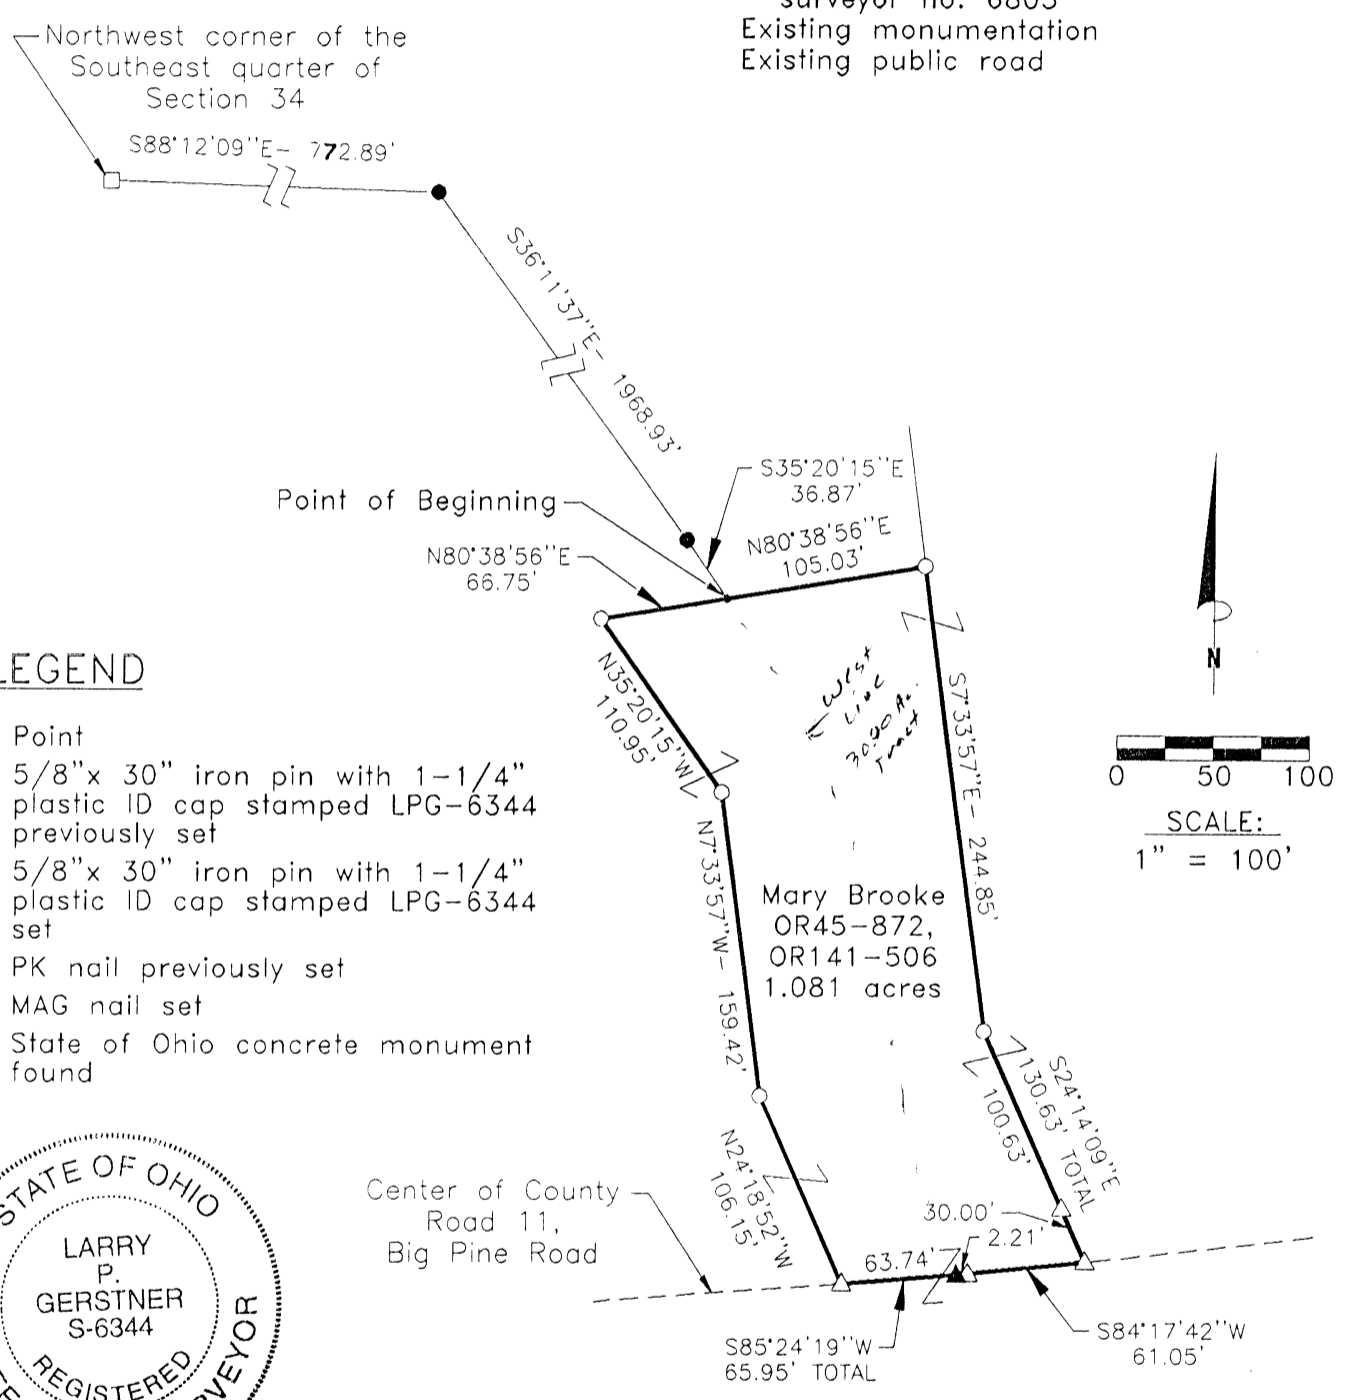 surveyor no. 6803
Existing monumentation
Existing public road
Northwest corner of the
Southeast quarter of
Section 34
S88°12'09"E- 772.89'
S36°11'37"E- 1968.93'
S35°20'15"E
36.87'
Point of Beginning
N80°38'56"E
105.03'
N80°38'56"E
66.75'
N35°20'15"W
110.95'
West
Line
30.00 Ac.
Tract
S7°33'57"E- 244.85'
N
0 50 100
SCALE:
1" = 100'
LEGEND
Point
5/8"x 30" iron pin with 1-1/4"
plastic ID cap stamped LPG-6344
previously set
5/8"x 30" iron pin with 1-1/4"
plastic ID cap stamped LPG-6344
set
PK nail previously set
MAG nail set
State of Ohio concrete monument
found
N7°33'57"W- 159.42'
Mary Brooke
OR45-872,
OR141-506
1.081 acres
S24°14'09"E
130.63' TOTAL
100.63'
N24°18'52"W
106.15'
30.00'
2.21'
63.74'
Center of County
Road 11,
Big Pine Road
S85°24'19"W
65.95' TOTAL
S84°17'42"W
61.05'
STATE OF OHIO
LARRY
P.
GERSTNER
S-6344
REGISTERED